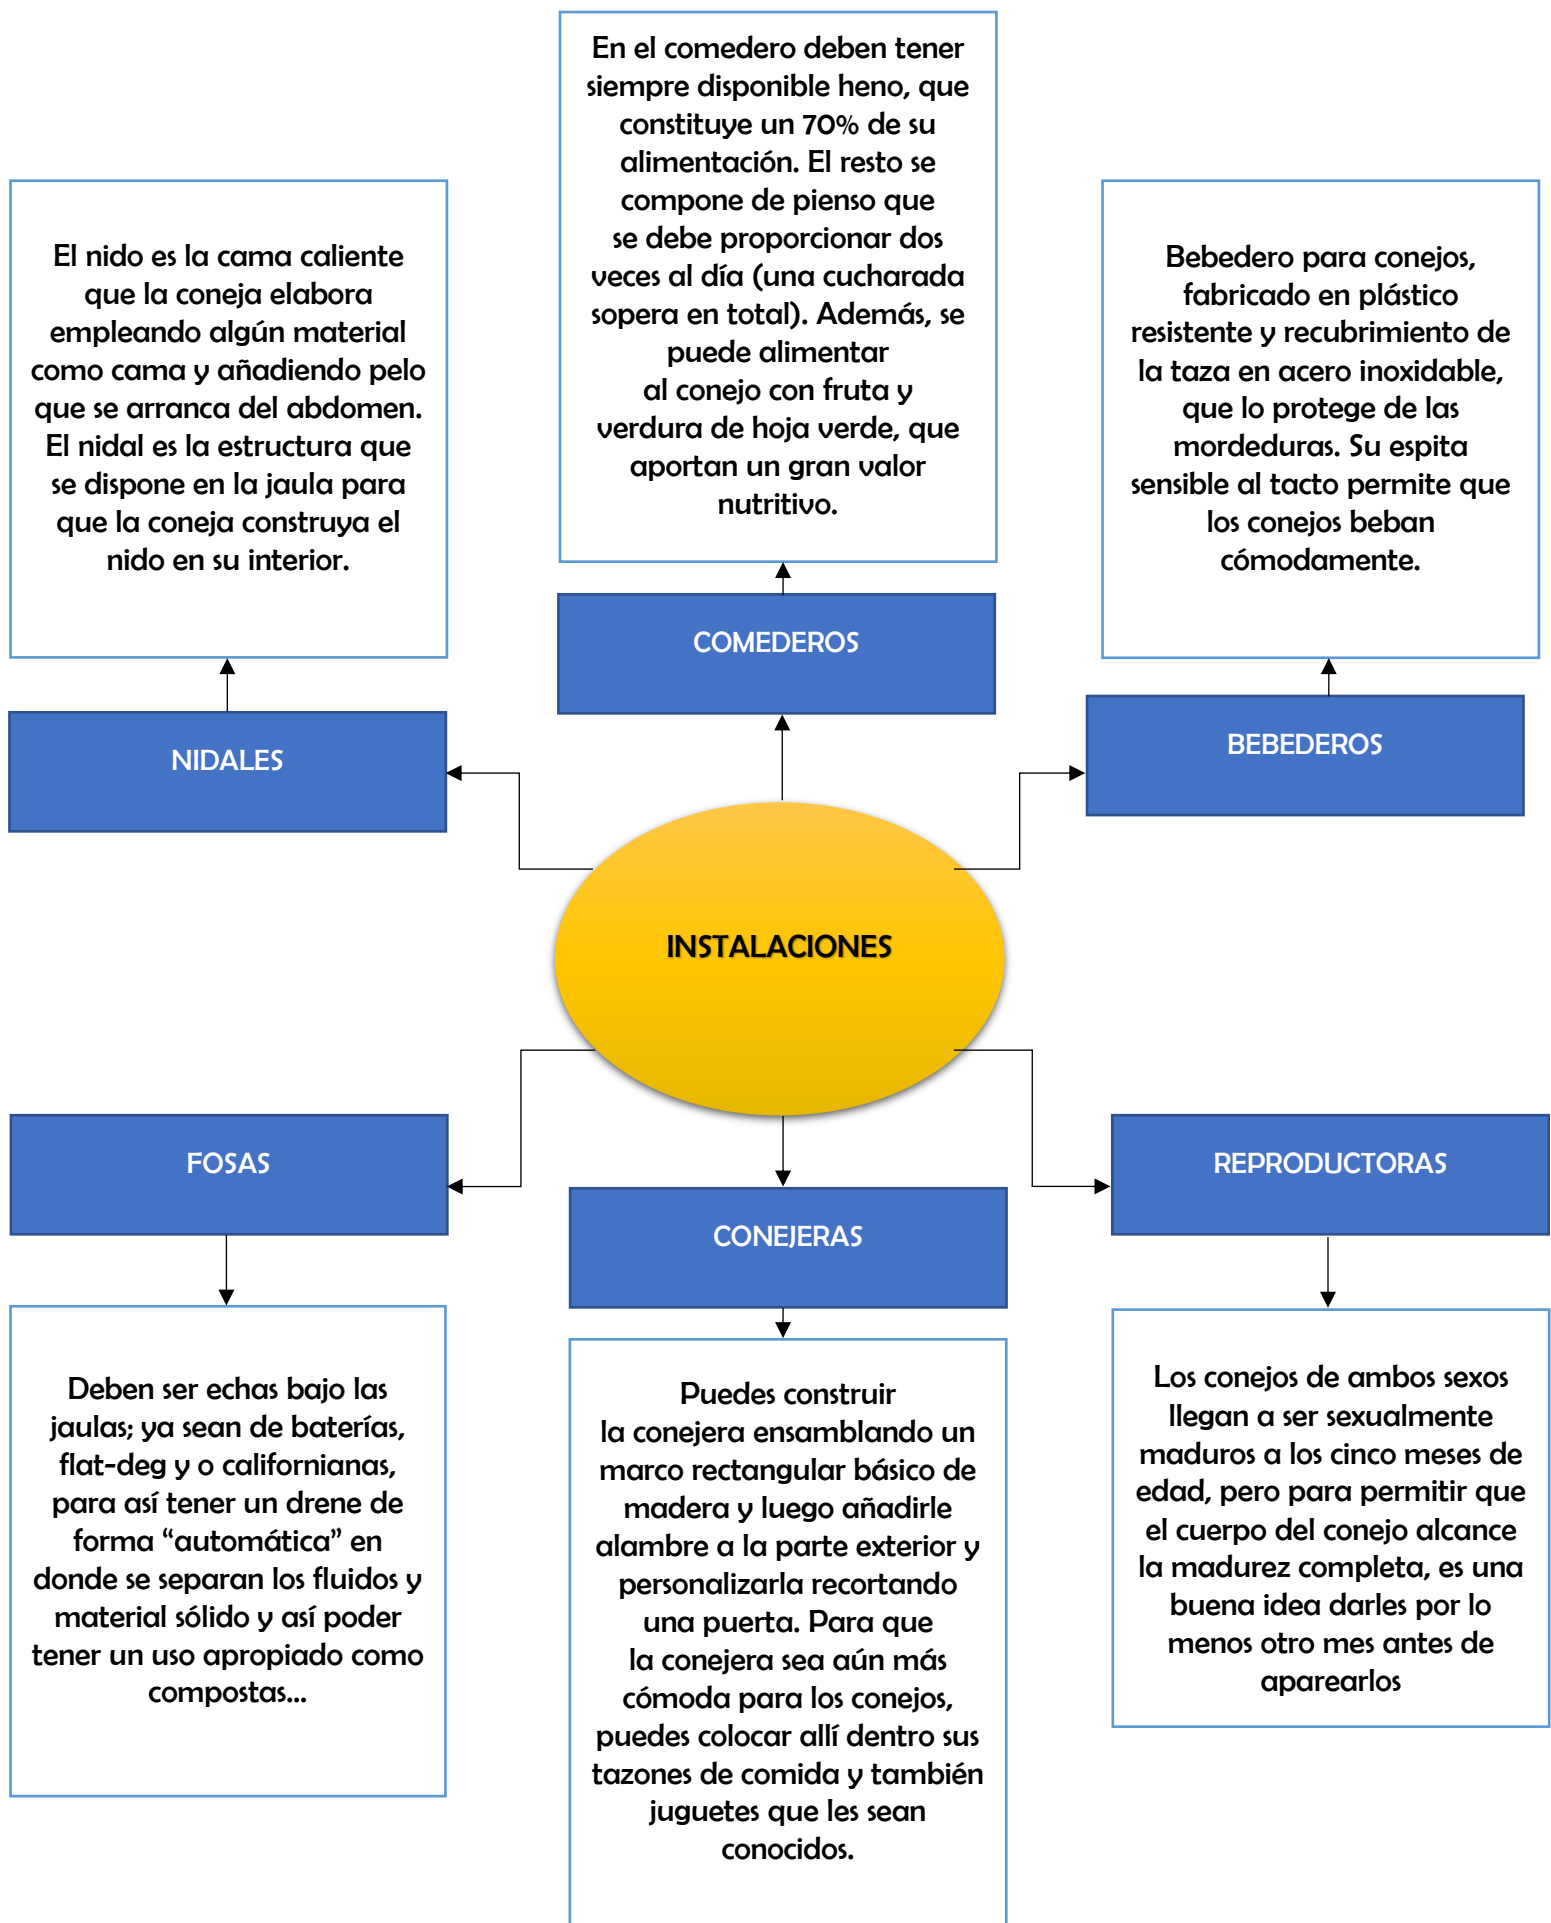 En el comedero deben tener
siempre disponible heno, que
constituye un 70% de su
alimentación. El resto se
compone de pienso que
se debe proporcionar dos
veces al día (una cucharada
sopera en total). Además, se
puede alimentar
al conejo con fruta y
verdura de hoja verde, que
aportan un gran valor
nutritivo.
El nido es la cama caliente
que la coneja elabora
empleando algún material
como cama y añadiendo pelo
que se arranca del abdomen.
El nidal es la estructura que
se dispone en la jaula para
que la coneja construya el
nido en su interior.
Bebedero para conejos,
fabricado en plástico
resistente y recubrimiento de
la taza en acero inoxidable,
que lo protege de las
mordeduras. Su espita
sensible al tacto permite que
los conejos beban
cómodamente.
COMEDEROS
NIDALES
BEBEDEROS
INSTALACIONES
FOSAS
CONEJERAS
REPRODUCTORAS
Deben ser echas bajo las
jaulas; ya sean de baterías,
flat-deg y o californianas,
para así tener un drene de
forma “automática” en
donde se separan los fluidos y
material sólido y así poder
tener un uso apropiado como
compostas...
Puedes construir
la conejera ensamblando un
marco rectangular básico de
madera y luego añadirle
alambre a la parte exterior y
personalizarla recortando
una puerta. Para que
la conejera sea aún más
cómoda para los conejos,
puedes colocar allí dentro sus
tazones de comida y también
juguetes que les sean
conocidos.
Los conejos de ambos sexos
llegan a ser sexualmente
maduros a los cinco meses de
edad, pero para permitir que
el cuerpo del conejo alcance
la madurez completa, es una
buena idea darles por lo
menos otro mes antes de
aparearlos